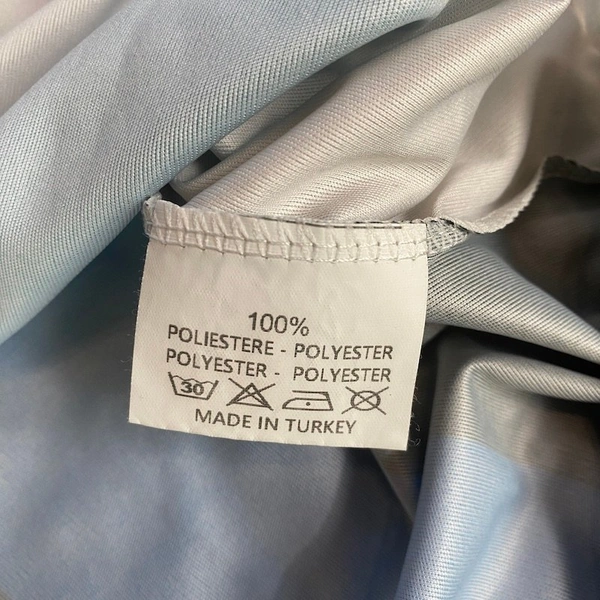 100%
POLIESTERE - POLYESTER
POLYESTER - POLYESTER
30
MADE IN TURKEY